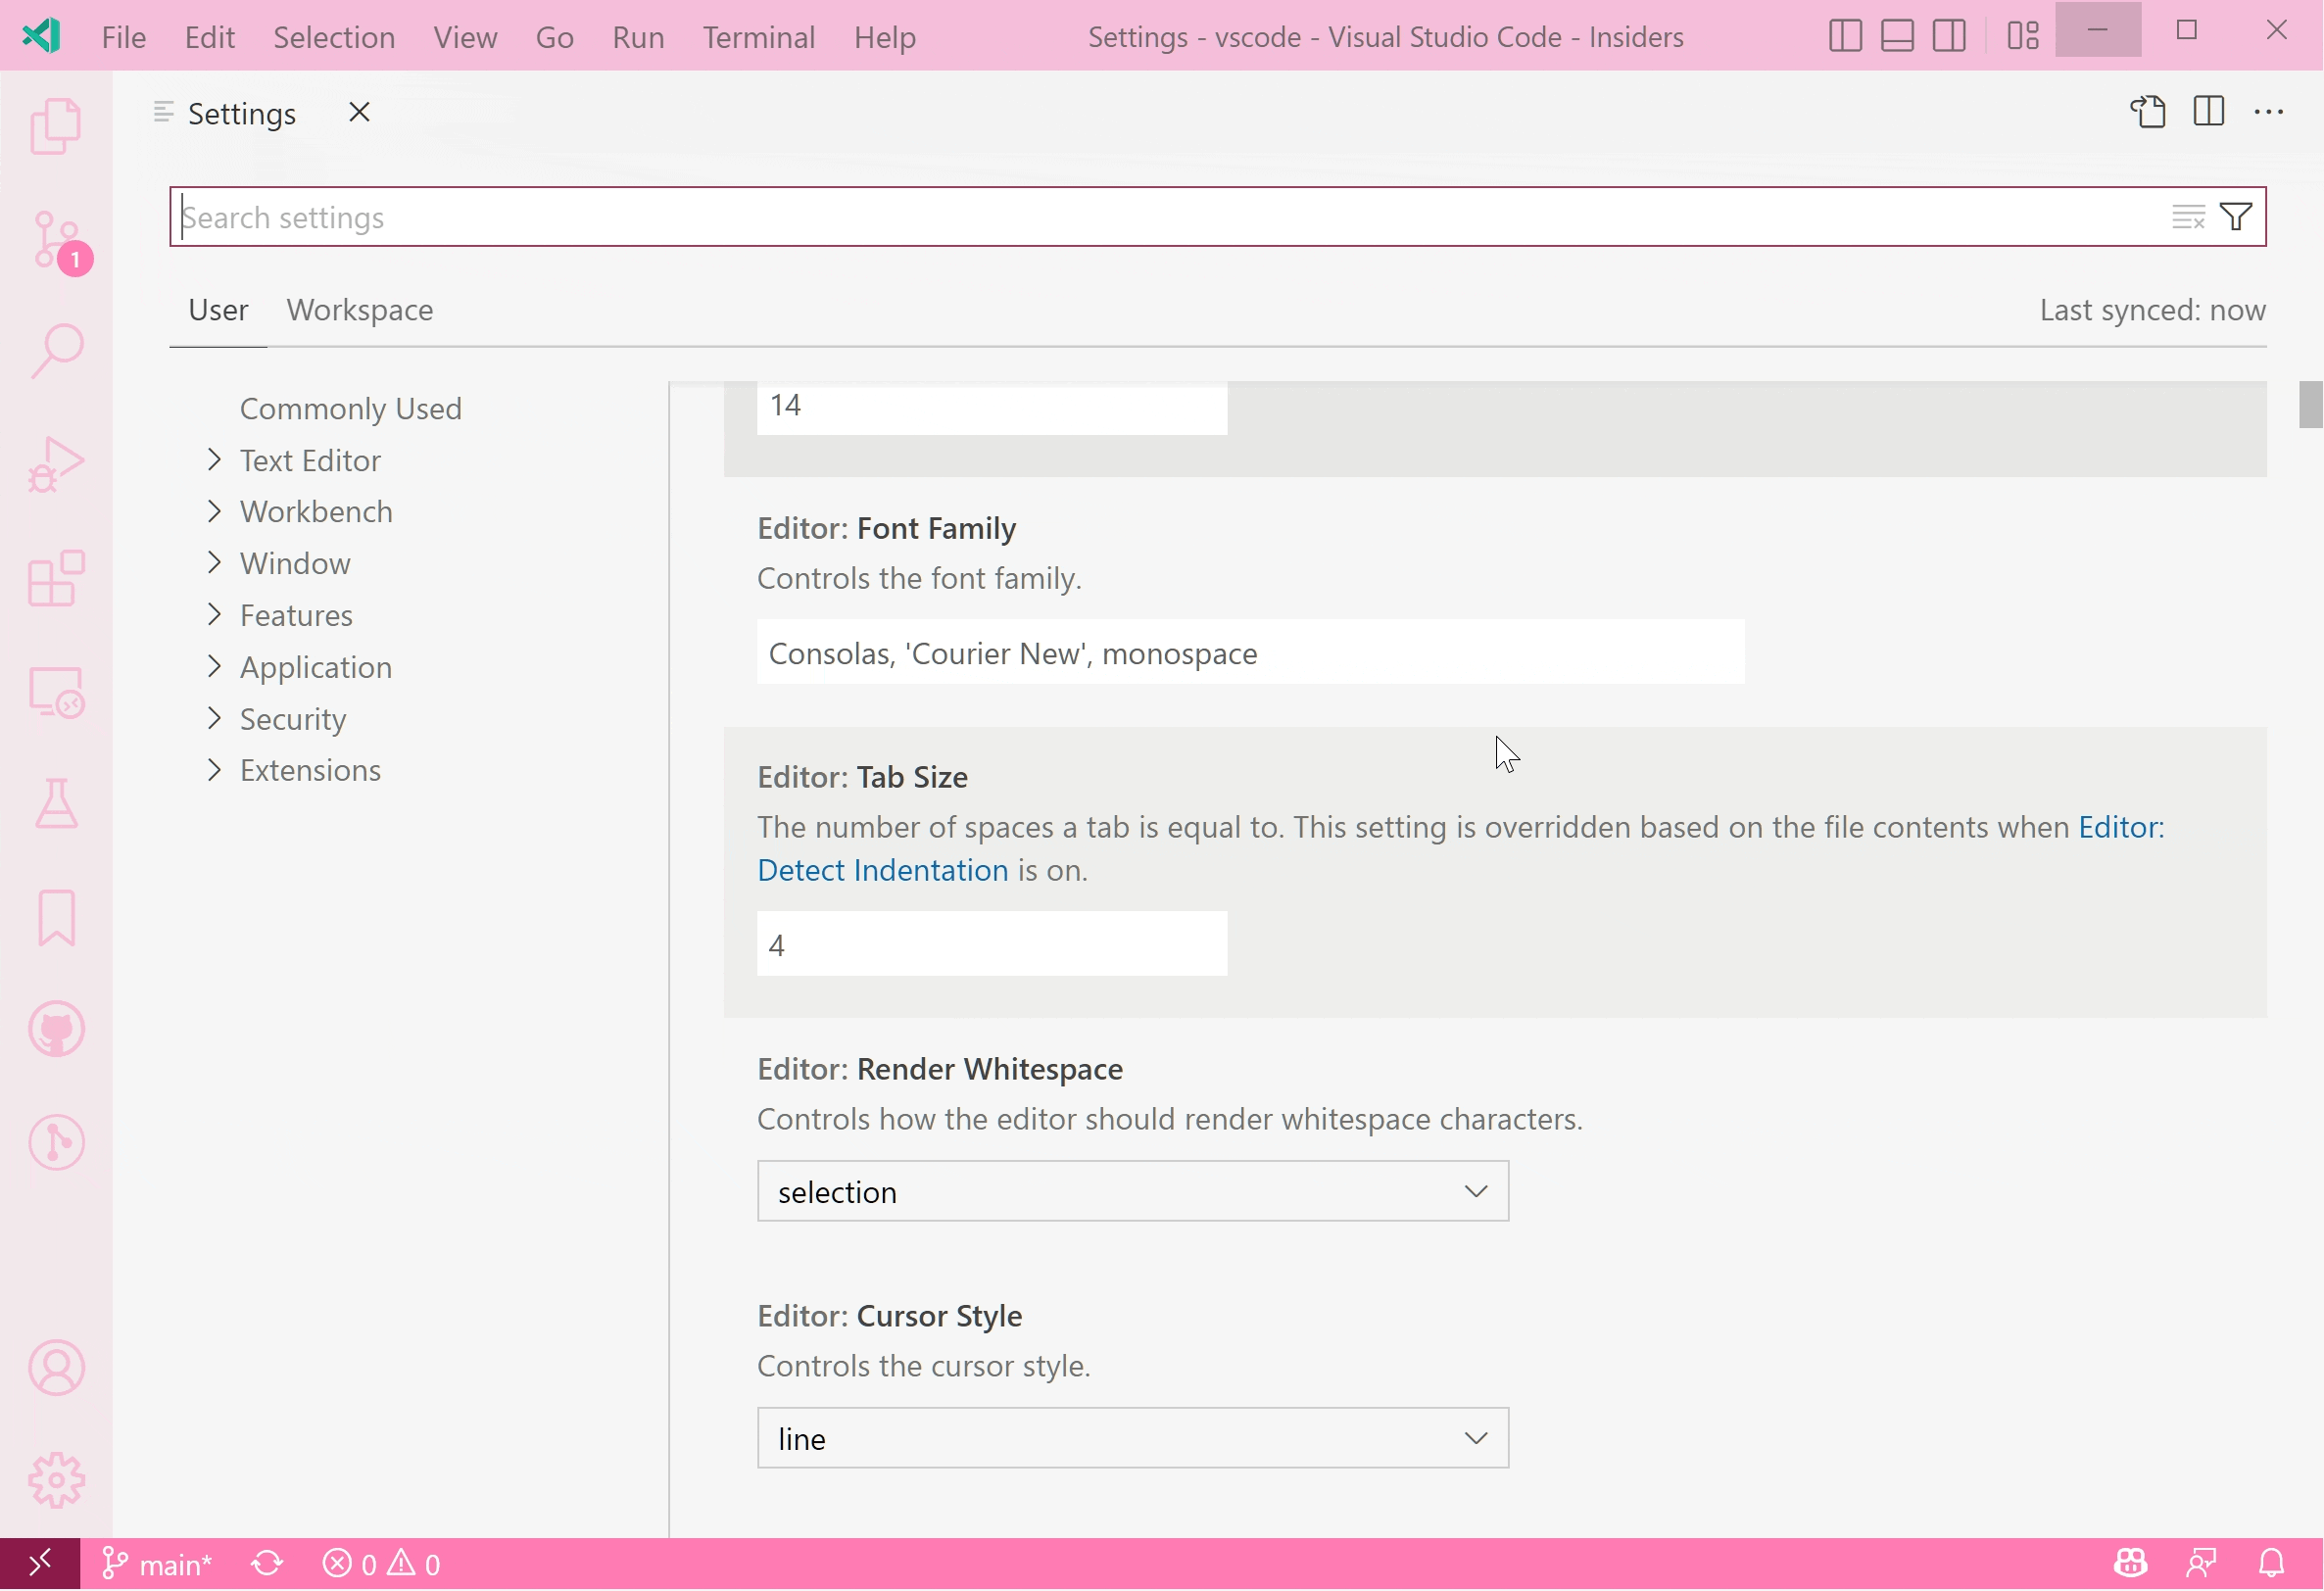 File Edit Selection View Go Run Terminal Help Settings - vscode - Visual Studio Code - Insiders
Settings
Search settings
1
User Workspace Last synced: now
Commonly Used
Text Editor
Workbench
Window
Features
Application
Security
Extensions
14
Editor: Font Family
Controls the font family.
Consolas, 'Courier New', monospace
Editor: Tab Size
The number of spaces a tab is equal to. This setting is overridden based on the file contents when Editor:
Detect Indentation is on.
4
Editor: Render Whitespace
Controls how the editor should render whitespace characters.
selection
Editor: Cursor Style
Controls the cursor style.
line
main* 0 0